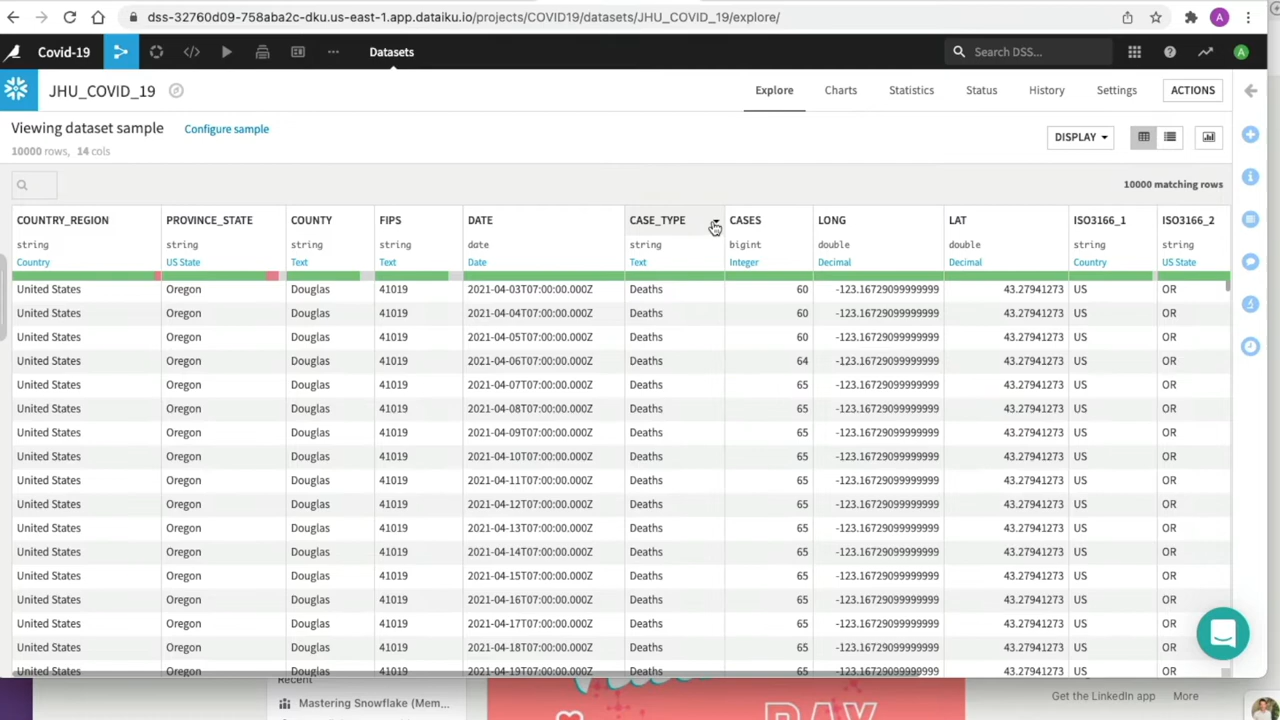 dss-32760d09-758aba2c-dku.us-east-1.app.dataiku.io/projects/COVID19/datasets/JHU_COVID_19/explore/
A
Covid-19 Datasets Search DSS... A
JHU_COVID_19 Explore Charts Statistics Status History Settings ACTIONS
Viewing dataset sample Configure sample DISPLAY
10000 rows, 14 cols
10000 matching rows
COUNTRY_REGION PROVINCE_STATE COUNTY FIPS DATE CASE_TYPE CASES LONG LAT ISO3166_1 ISO3166_2
string string string string date string bigint double double string string
Country US State Text Text Date Text Integer Decimal Decimal Country US State
United States Oregon Douglas 41019 2021-04-03T07:00:00.000Z Deaths 60 -123.16729099999999 43.27941273 US OR
United States Oregon Douglas 41019 2021-04-04T07:00:00.000Z Deaths 60 -123.16729099999999 43.27941273 US OR
United States Oregon Douglas 41019 2021-04-05T07:00:00.000Z Deaths 60 -123.16729099999999 43.27941273 US OR
United States Oregon Douglas 41019 2021-04-06T07:00:00.000Z Deaths 64 -123.16729099999999 43.27941273 US OR
United States Oregon Douglas 41019 2021-04-07T07:00:00.000Z Deaths 65 -123.16729099999999 43.27941273 US OR
United States Oregon Douglas 41019 2021-04-08T07:00:00.000Z Deaths 65 -123.16729099999999 43.27941273 US OR
United States Oregon Douglas 41019 2021-04-09T07:00:00.000Z Deaths 65 -123.16729099999999 43.27941273 US OR
United States Oregon Douglas 41019 2021-04-10T07:00:00.000Z Deaths 65 -123.16729099999999 43.27941273 US OR
United States Oregon Douglas 41019 2021-04-11T07:00:00.000Z Deaths 65 -123.16729099999999 43.27941273 US OR
United States Oregon Douglas 41019 2021-04-12T07:00:00.000Z Deaths 65 -123.16729099999999 43.27941273 US OR
United States Oregon Douglas 41019 2021-04-13T07:00:00.000Z Deaths 65 -123.16729099999999 43.27941273 US OR
United States Oregon Douglas 41019 2021-04-14T07:00:00.000Z Deaths 65 -123.16729099999999 43.27941273 US OR
United States Oregon Douglas 41019 2021-04-15T07:00:00.000Z Deaths 65 -123.16729099999999 43.27941273 US OR
United States Oregon Douglas 41019 2021-04-16T07:00:00.000Z Deaths 65 -123.16729099999999 43.27941273 US OR
United States Oregon Douglas 41019 2021-04-17T07:00:00.000Z Deaths 65 -123.16729099999999 43.27941273 US OR
United States Oregon Douglas 41019 2021-04-18T07:00:00.000Z Deaths 65 -123.16729099999999 43.27941273 US OR
United States Oregon Douglas 41019 2021-04-19T07:00:00.000Z Deaths 65 -123.16729099999999 43.27941273 US OR
Recent
Mastering Snowflake (Mem...
DAY
Get the LinkedIn app More